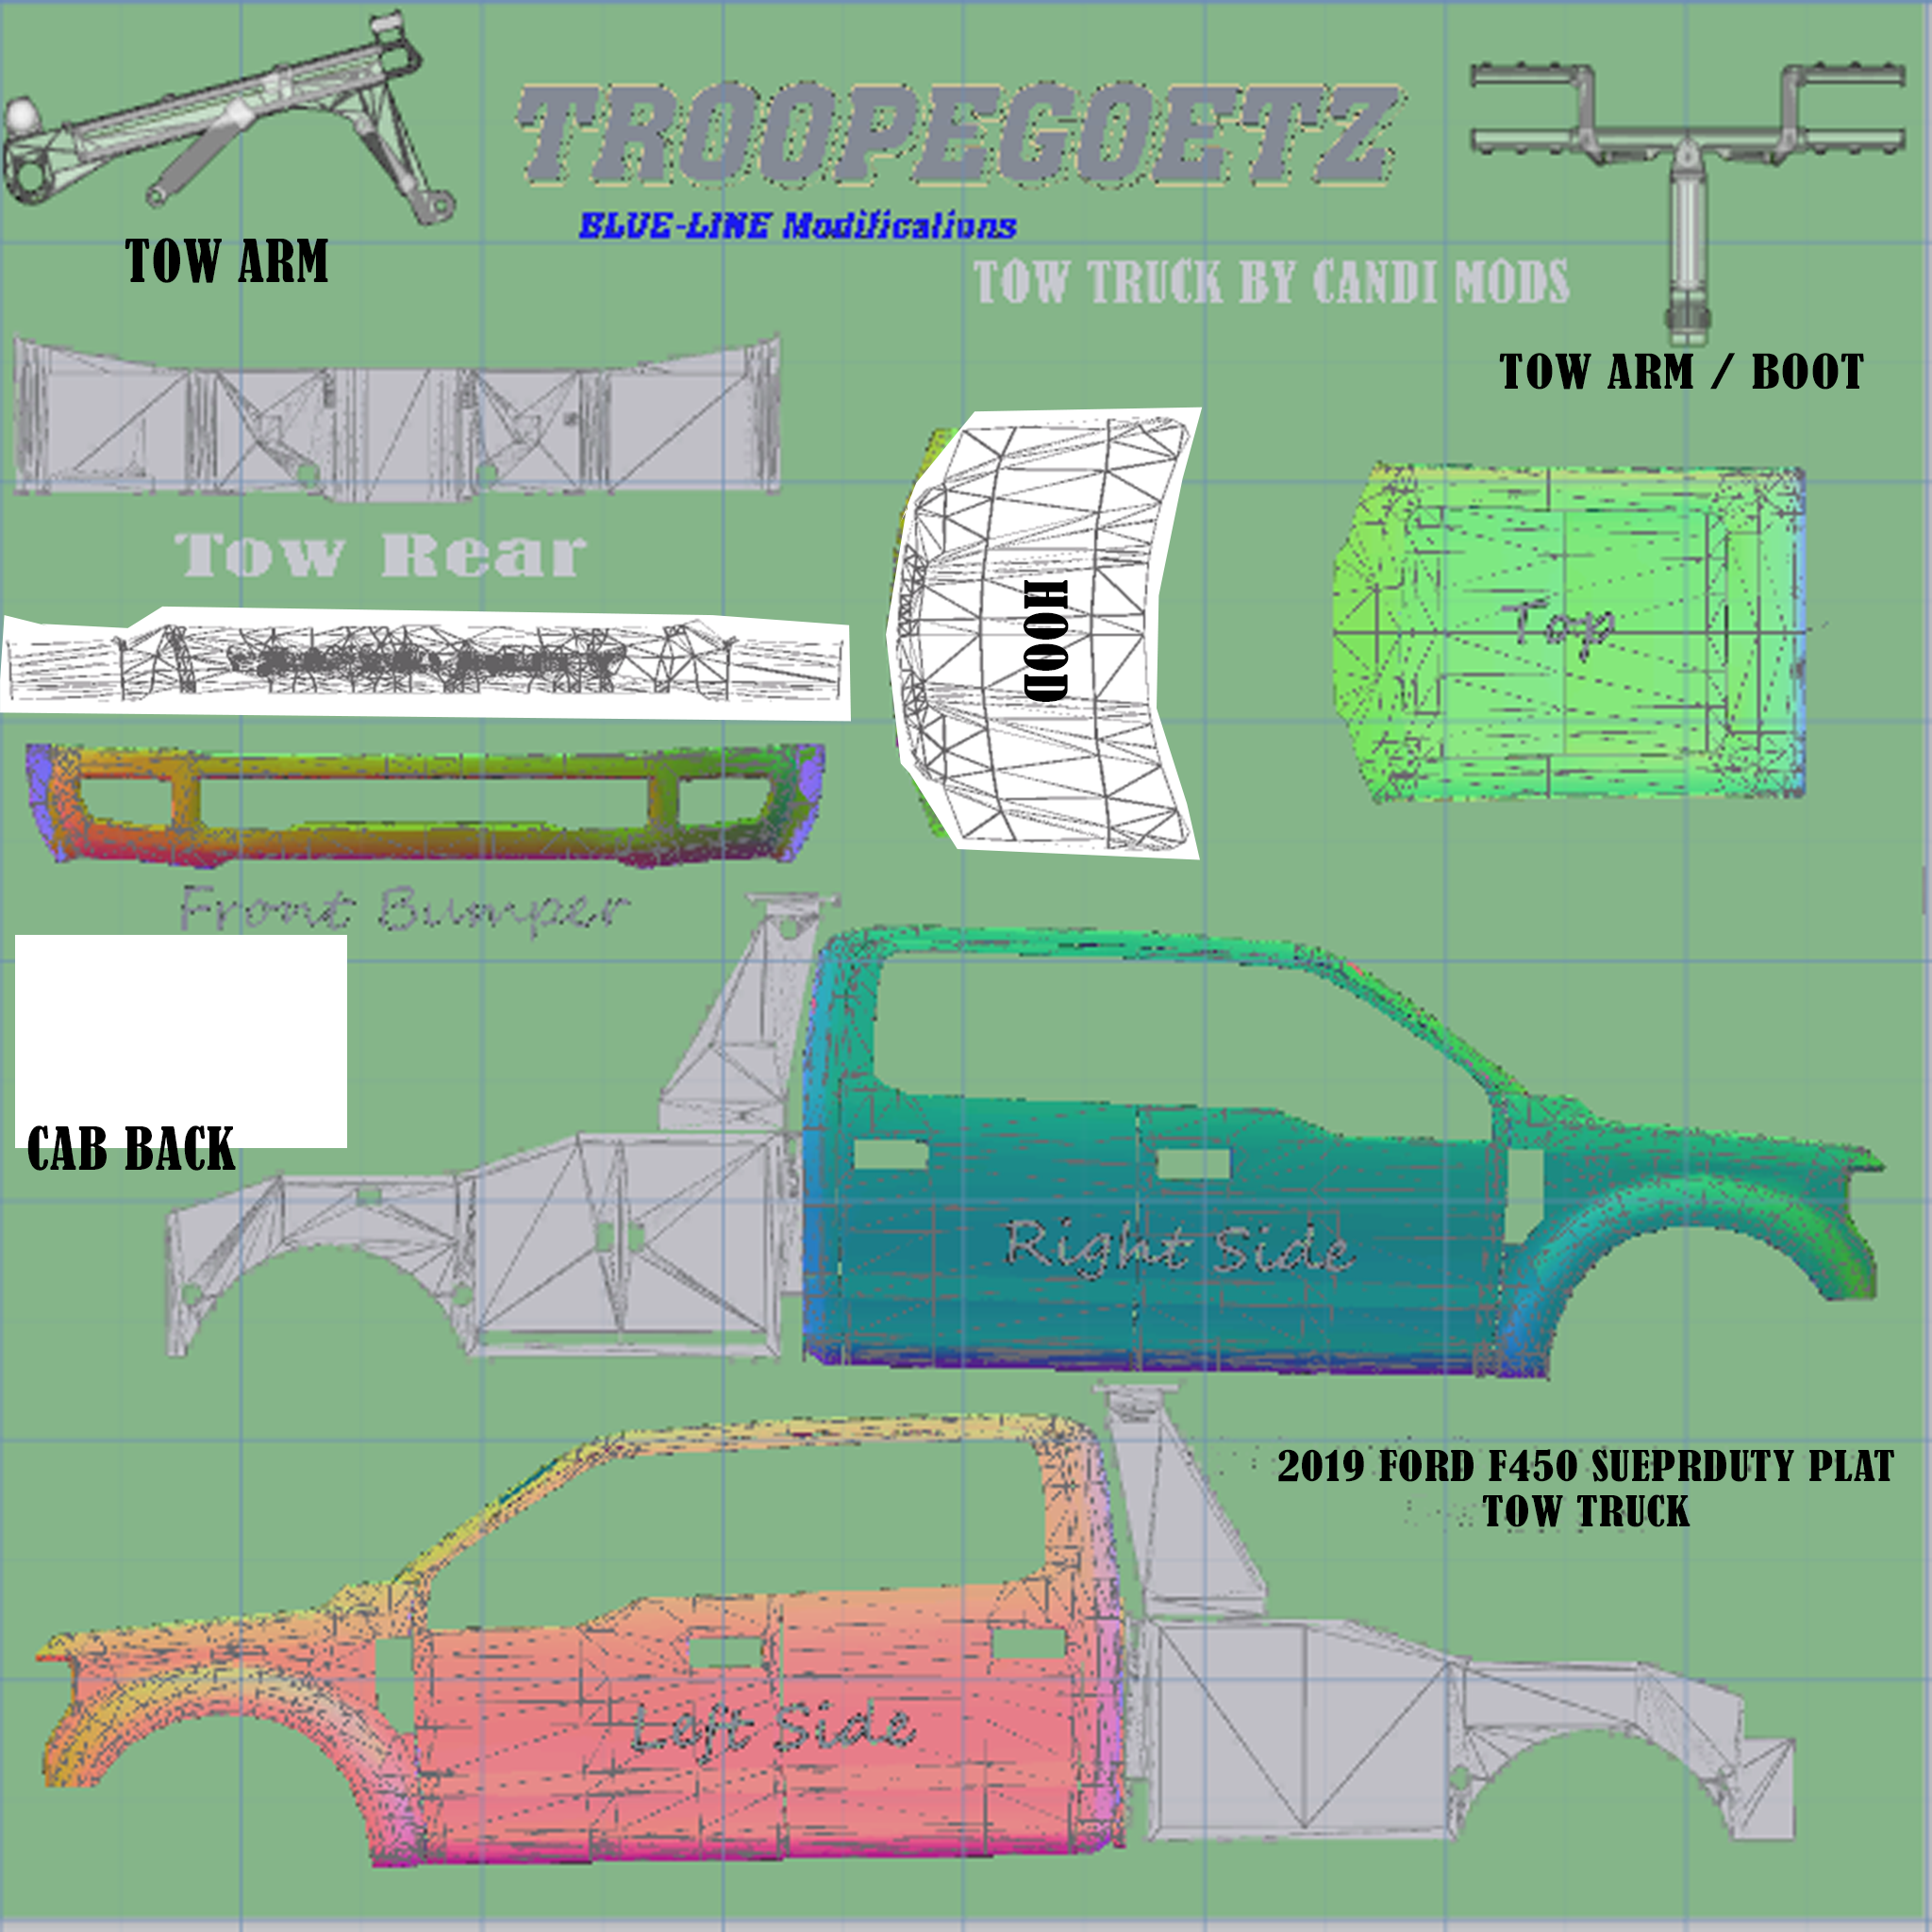 TROOPEGOETZ
BLUE-LINE Modifications
TOW ARM
TOW TRUCK BY CANDI MODS
TOW ARM / BOOT
Tow Rear
HOOD
Top
Front Bumper
CAB BACK
Right Side
2019 FORD F450 SUEPRDUTY PLAT
TOW TRUCK
Left Side